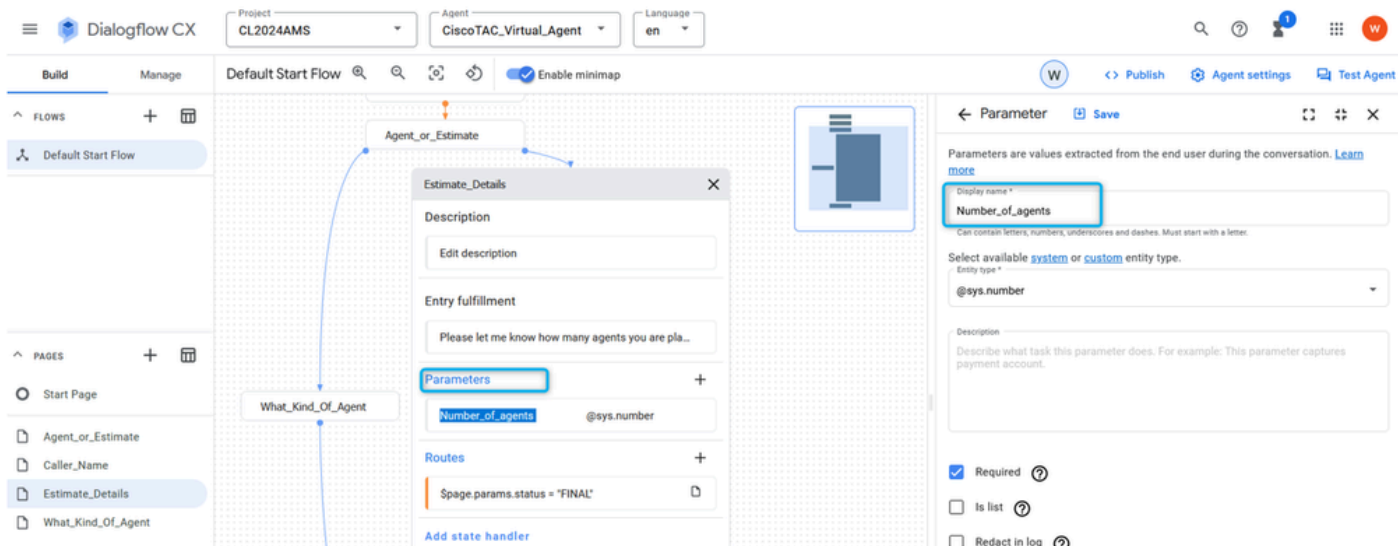 Dialogflow CX
Project
CL2024AMS
Agent
CiscoTAC_Virtual_Agent
Language
en
1
W
Build
Manage
Default Start Flow
Enable minimap
W
Publish
Agent settings
Test Agent
FLOWS
Default Start Flow
PAGES
Start Page
Agent_or_Estimate
Caller_Name
Estimate_Details
What_Kind_Of_Agent
Agent_or_Estimate
What_Kind_Of_Agent
Estimate_Details
Description
Edit description
Entry fulfillment
Please let me know how many agents you are pla...
Parameters
Number_of_agents @sys.number
Routes
$page.params.status = "FINAL"
Add state handler
Parameter
Save
Parameters are values extracted from the end user during the conversation. Learn
more
Display name *
Number_of_agents
Can contain letters, numbers, underscores and dashes. Must start with a letter.
Select available system or custom entity type.
Entity type *
@sys.number
Description
Describe what task this parameter does. For example: This parameter captures
payment account.
Required
Is list
Redact in log